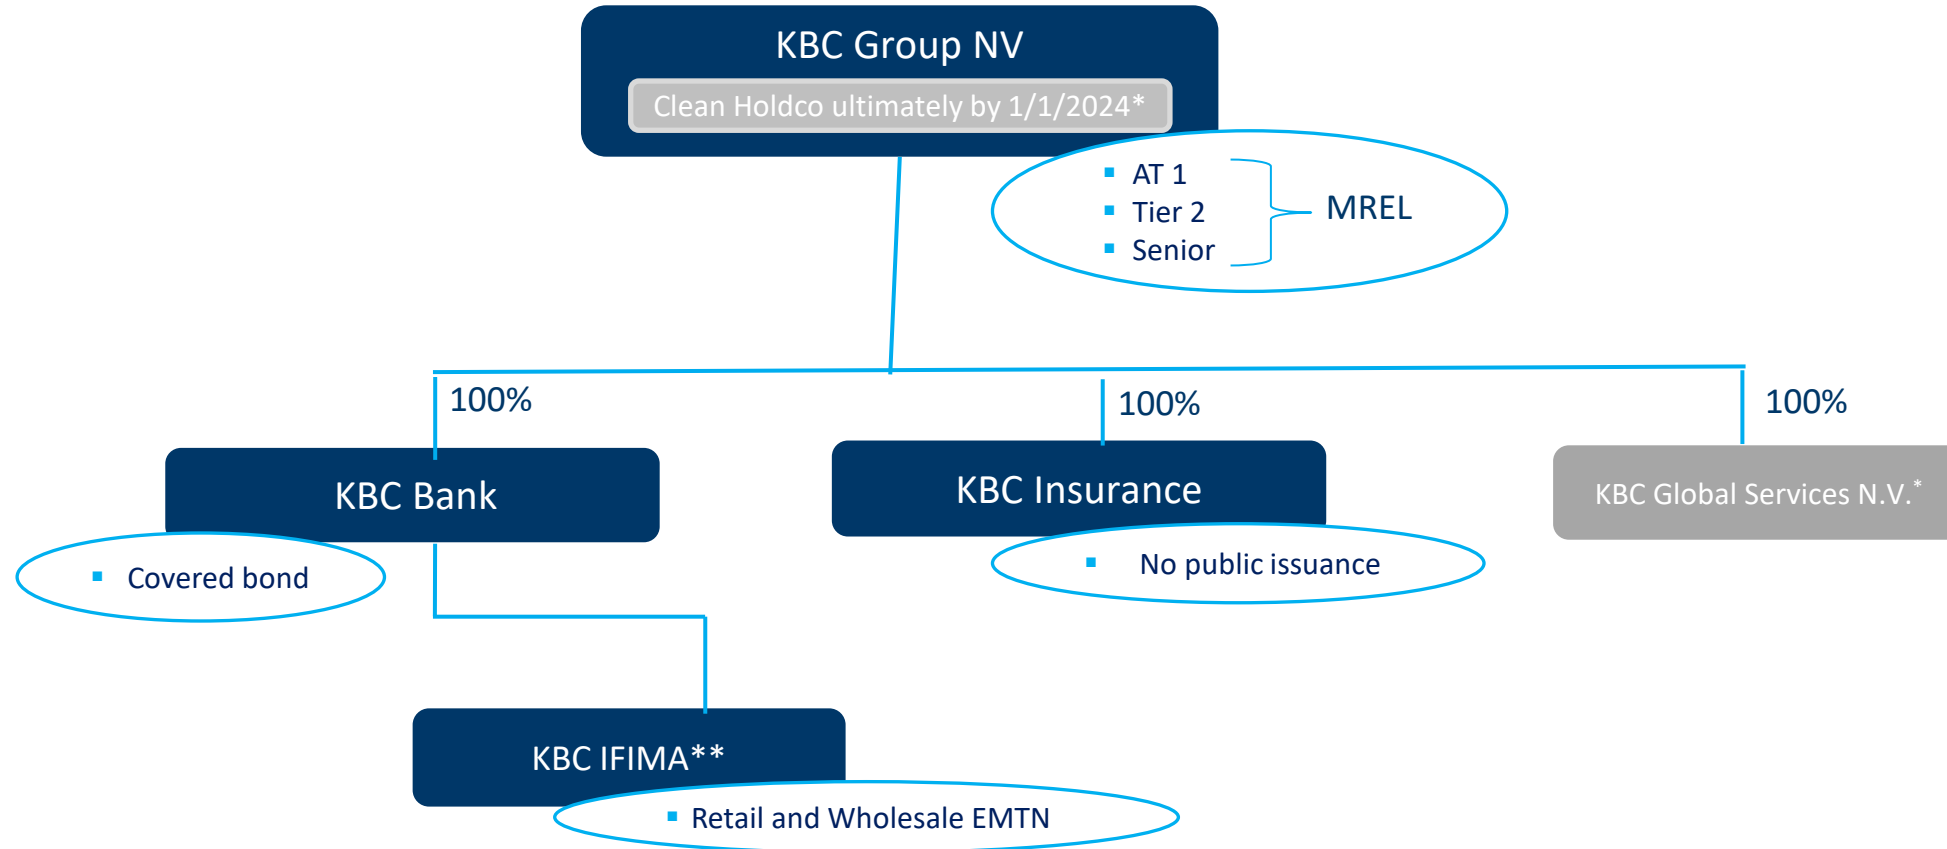 KBC Group NV
Clean Holdco ultimately by 1/1/2024*
▪ AT 1
▪ Tier 2
▪ Senior
MREL
100%
100%
100%
KBC Bank
KBC Insurance
KBC Global Services N.V.*
▪ Covered bond
▪ No public issuance
KBC IFIMA**
▪ Retail and Wholesale EMTN